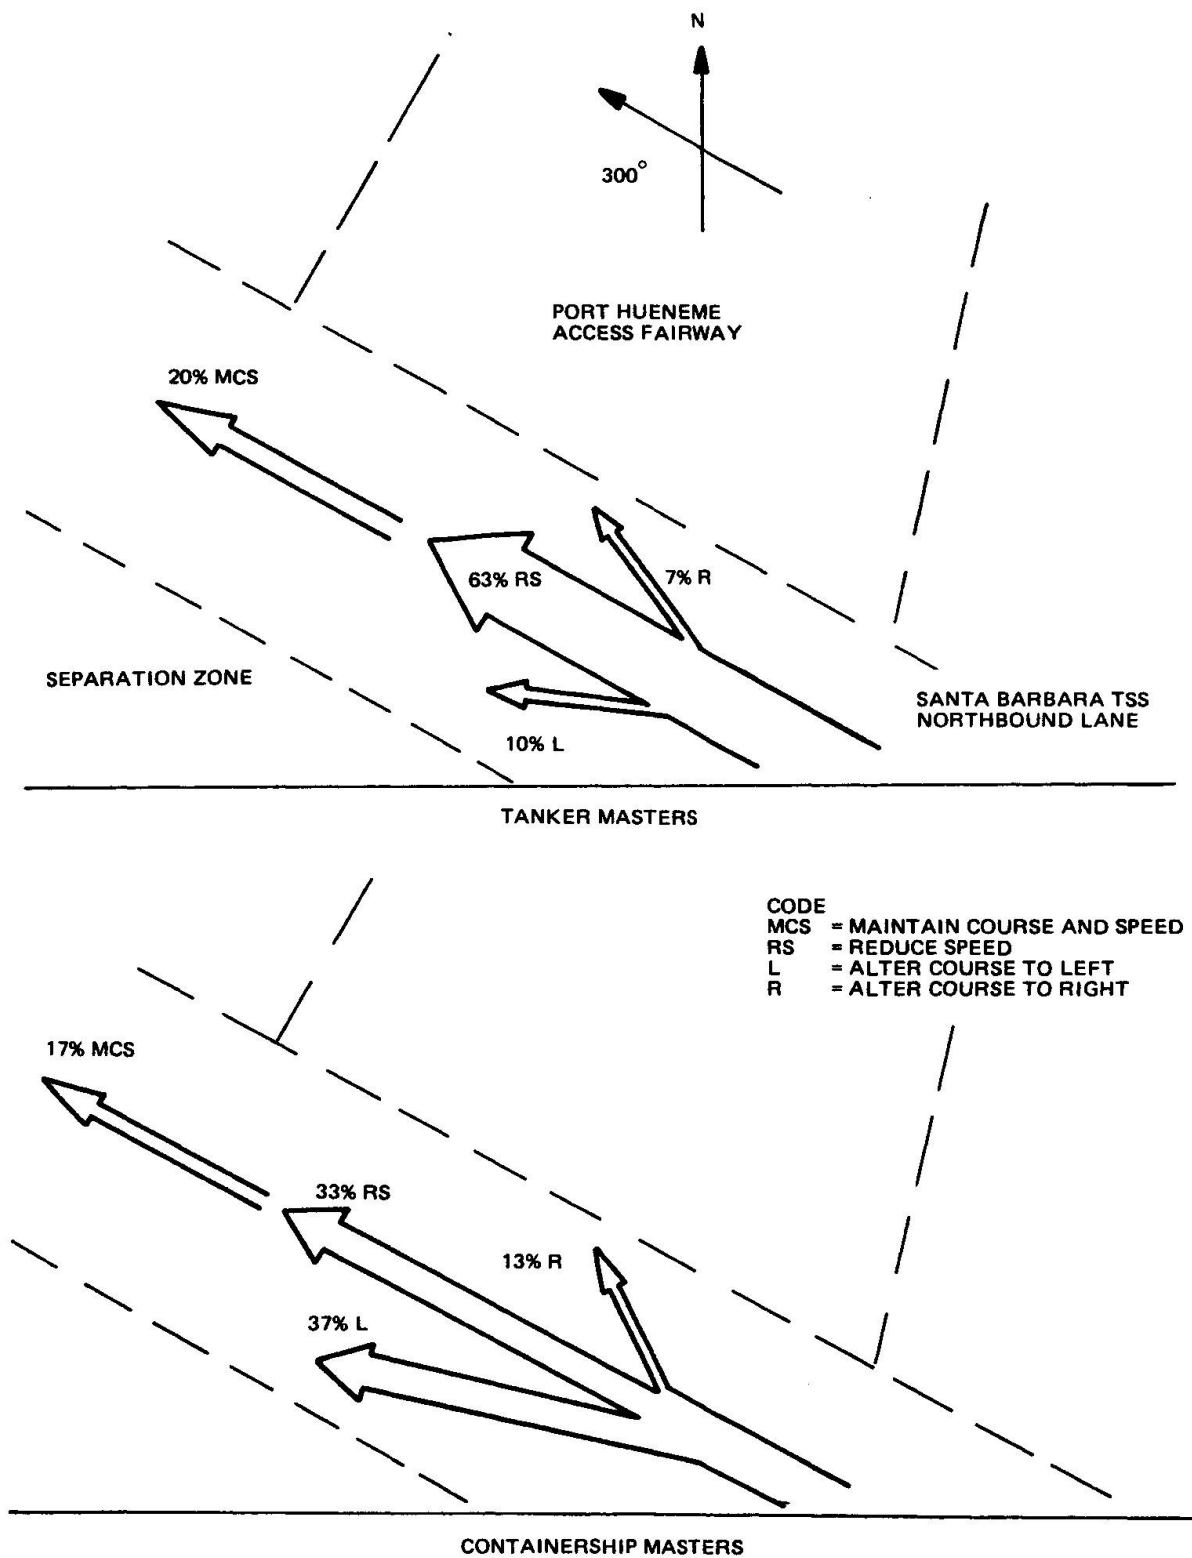 N
300°
PORT HUENEME
ACCESS FAIRWAY
20% MCS
63% RS
7% R
SEPARATION ZONE
SANTA BARBARA TSS
NORTHBOUND LANE
10% L
TANKER MASTERS
CODE
MCS = MAINTAIN COURSE AND SPEED
RS = REDUCE SPEED
L = ALTER COURSE TO LEFT
R = ALTER COURSE TO RIGHT
17% MCS
33% RS
13% R
37% L
CONTAINERSHIP MASTERS